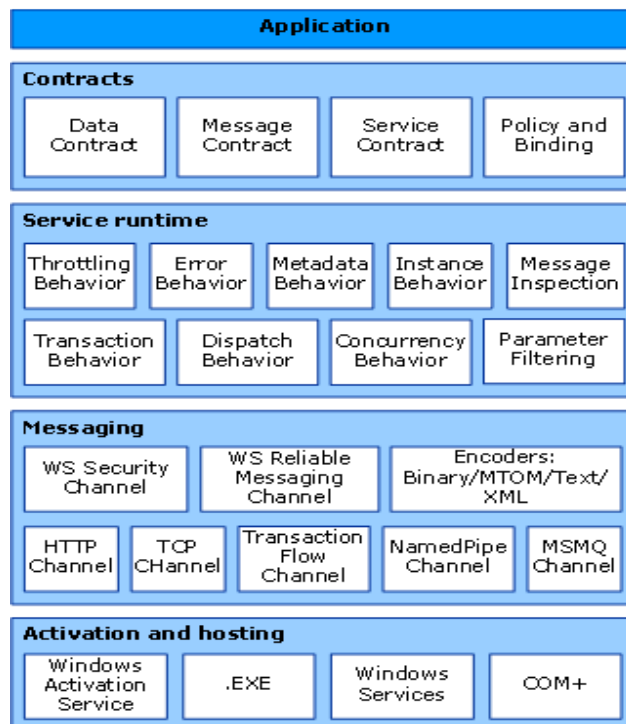 Application
Contracts
Data
Contract
Message
Contract
Service
Contract
Policy and
Binding
Service runtime
Throttling
Behavior
Error
Behavior
Metadata
Behavior
Instance
Behavior
Message
Inspection
Transaction
Behavior
Dispatch
Behavior
Concurrency
Behavior
Parameter
Filtering
Messaging
WS Security
Channel
WS Reliable
Messaging
Channel
Encoders:
Binary/MTOM/Text/
XML
HTTP
Channel
TCP
CHannel
Transaction
Flow
Channel
NamedPipe
Channel
MSMQ
Channel
Activation and hosting
Windows
Activation
Service
.EXE
Windows
Services
COM+